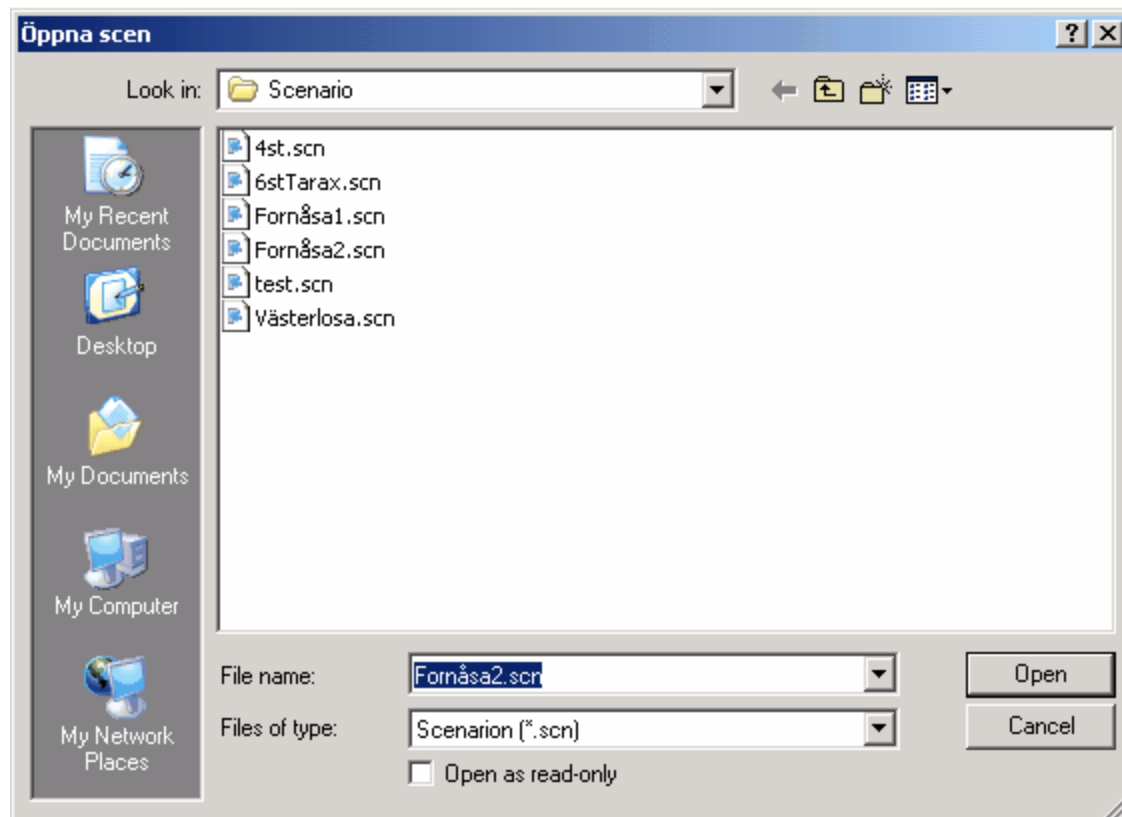 Öppna scen
Look in: Scenario
4st.scn
6stTarax.scn
Fornåsa1.scn
Fornåsa2.scn
test.scn
Västerlosa.scn
My Recent
Documents
Desktop
My Documents
My Computer
My Network
Places
File name: Fornåsa2.scn Open
Files of type: Scenarion (*.scn) Cancel
Open as read-only